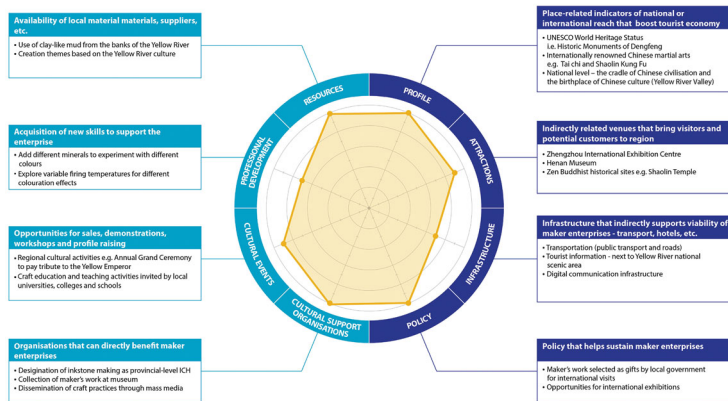 Availability of local material materials, suppliers,
etc.
• Use of clay-like mud from the banks of the Yellow River
• Creation themes based on the Yellow River culture
Acquisition of new skills to support the
enterprise
• Add different minerals to experiment with different
colours
• Explore variable firing temperatures for different
colouration effects
Opportunities for sales, demonstrations,
workshops and profile raising
• Regional cultural activities e.g. Annual Grand Ceremony
to pay tribute to the Yellow Emperor
• Craft education and teaching activities invited by local
universities, colleges and schools
Organisations that can directly benefit maker
enterprises
• Desigination of inkstone making as provincial-level ICH
• Collection of maker's work at museum
• Dissemination of craft practices through mass media
RESOURCES
PROFILE
PROFESSIONAL
DEVELOPMENT
ATTRACTIONS
CULTURAL EVENTS
INFRASTRUCTURE
CULTURAL SUPPORT
ORGANISATIONS
POLICY
Place-related indicators of national or
international reach that boost tourist economy
• UNESCO World Heritage Status
i.e. Historic Monuments of Dengfeng
• Internationally renowned Chinese martial arts
e.g. Tai chi and Shaolin Kung Fu
• National level – the cradle of Chinese civilisation and
the birthplace of Chinese culture (Yellow River Valley)
Indirectly related venues that bring visitors and
potential customers to region
• Zhengzhou International Exhibition Centre
• Henan Museum
• Zen Buddhist historical sites e.g. Shaolin Temple
Infrastructure that indirectly supports viability of
maker enterprises - transport, hotels, etc.
• Transportation (public transport and roads)
• Tourist information - next to Yellow River national
scenic area
• Digital communication infrastructure
Policy that helps sustain maker enterprises
• Maker's work selected as gifts by local government
for international visits
• Opportunities for international exhibitions